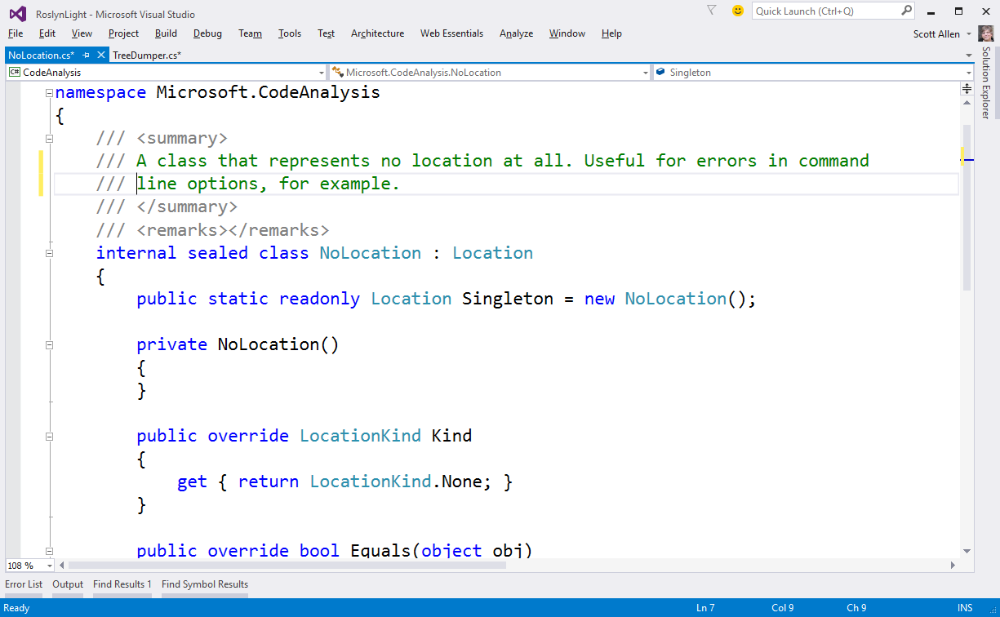 RoslynLight - Microsoft Visual Studio
Quick Launch (Ctrl+Q)
File Edit View Project Build Debug Team Tools Test Architecture Web Essentials Analyze Window Help
Scott Allen
NoLocation.cs* TreeDumper.cs*
Solution Explorer
C# CodeAnalysis Microsoft.CodeAnalysis.NoLocation Singleton
namespace Microsoft.CodeAnalysis
{
/// <summary>
/// A class that represents no location at all. Useful for errors in command
/// line options, for example.
/// </summary>
/// <remarks></remarks>
internal sealed class NoLocation : Location
{
public static readonly Location Singleton = new NoLocation();
private NoLocation()
{
}
public override LocationKind Kind
{
get { return LocationKind.None; }
}
public override bool Equals(object obj)
108 %
Error List Output Find Results 1 Find Symbol Results
Ready Ln 7 Col 9 Ch 9 INS